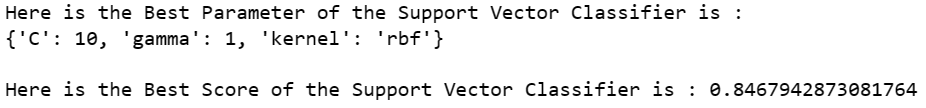 Here is the Best Parameter of the Support Vector Classifier is :
{'C': 10, 'gamma': 1, 'kernel': 'rbf'}
Here is the Best Score of the Support Vector Classifier is : 0.8467942873081764